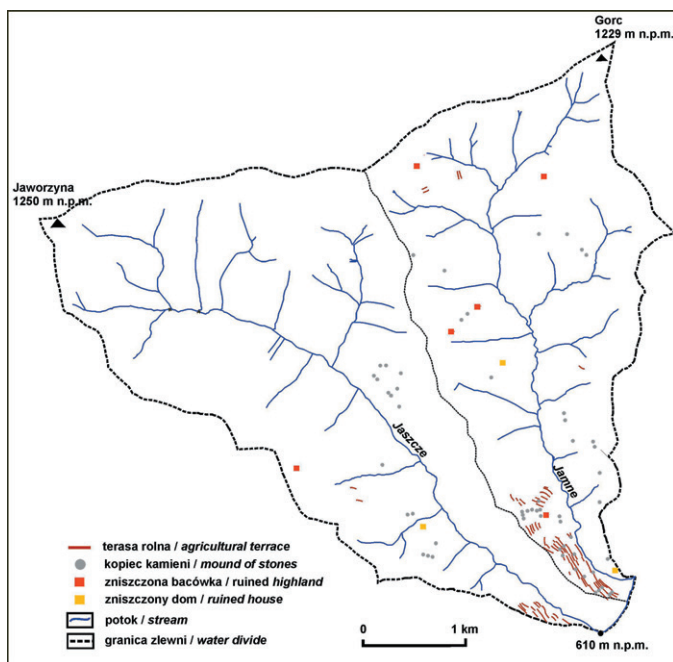 Gorc
1229 m n.p.m.
Jaworzyna
1250 m n.p.m.
Jaszcze
Jamne
terasa rolna / agricultural terrace
kopiec kamieni / mound of stones
zniszczona bacówka / ruined highland
zniszczony dom / ruined house
potok / stream
granica zlewni / water divide
0 1 km
610 m n.p.m.